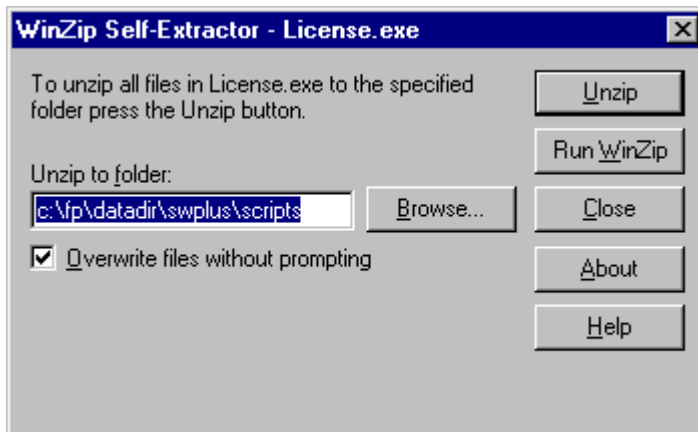 WinZip Self-Extractor - License.exe
To unzip all files in License.exe to the specified
folder press the Unzip button.
Unzip to folder:
c:\fp\datadir\swplus\scripts
Browse...
Overwrite files without prompting
Unzip
Run WinZip
Close
About
Help